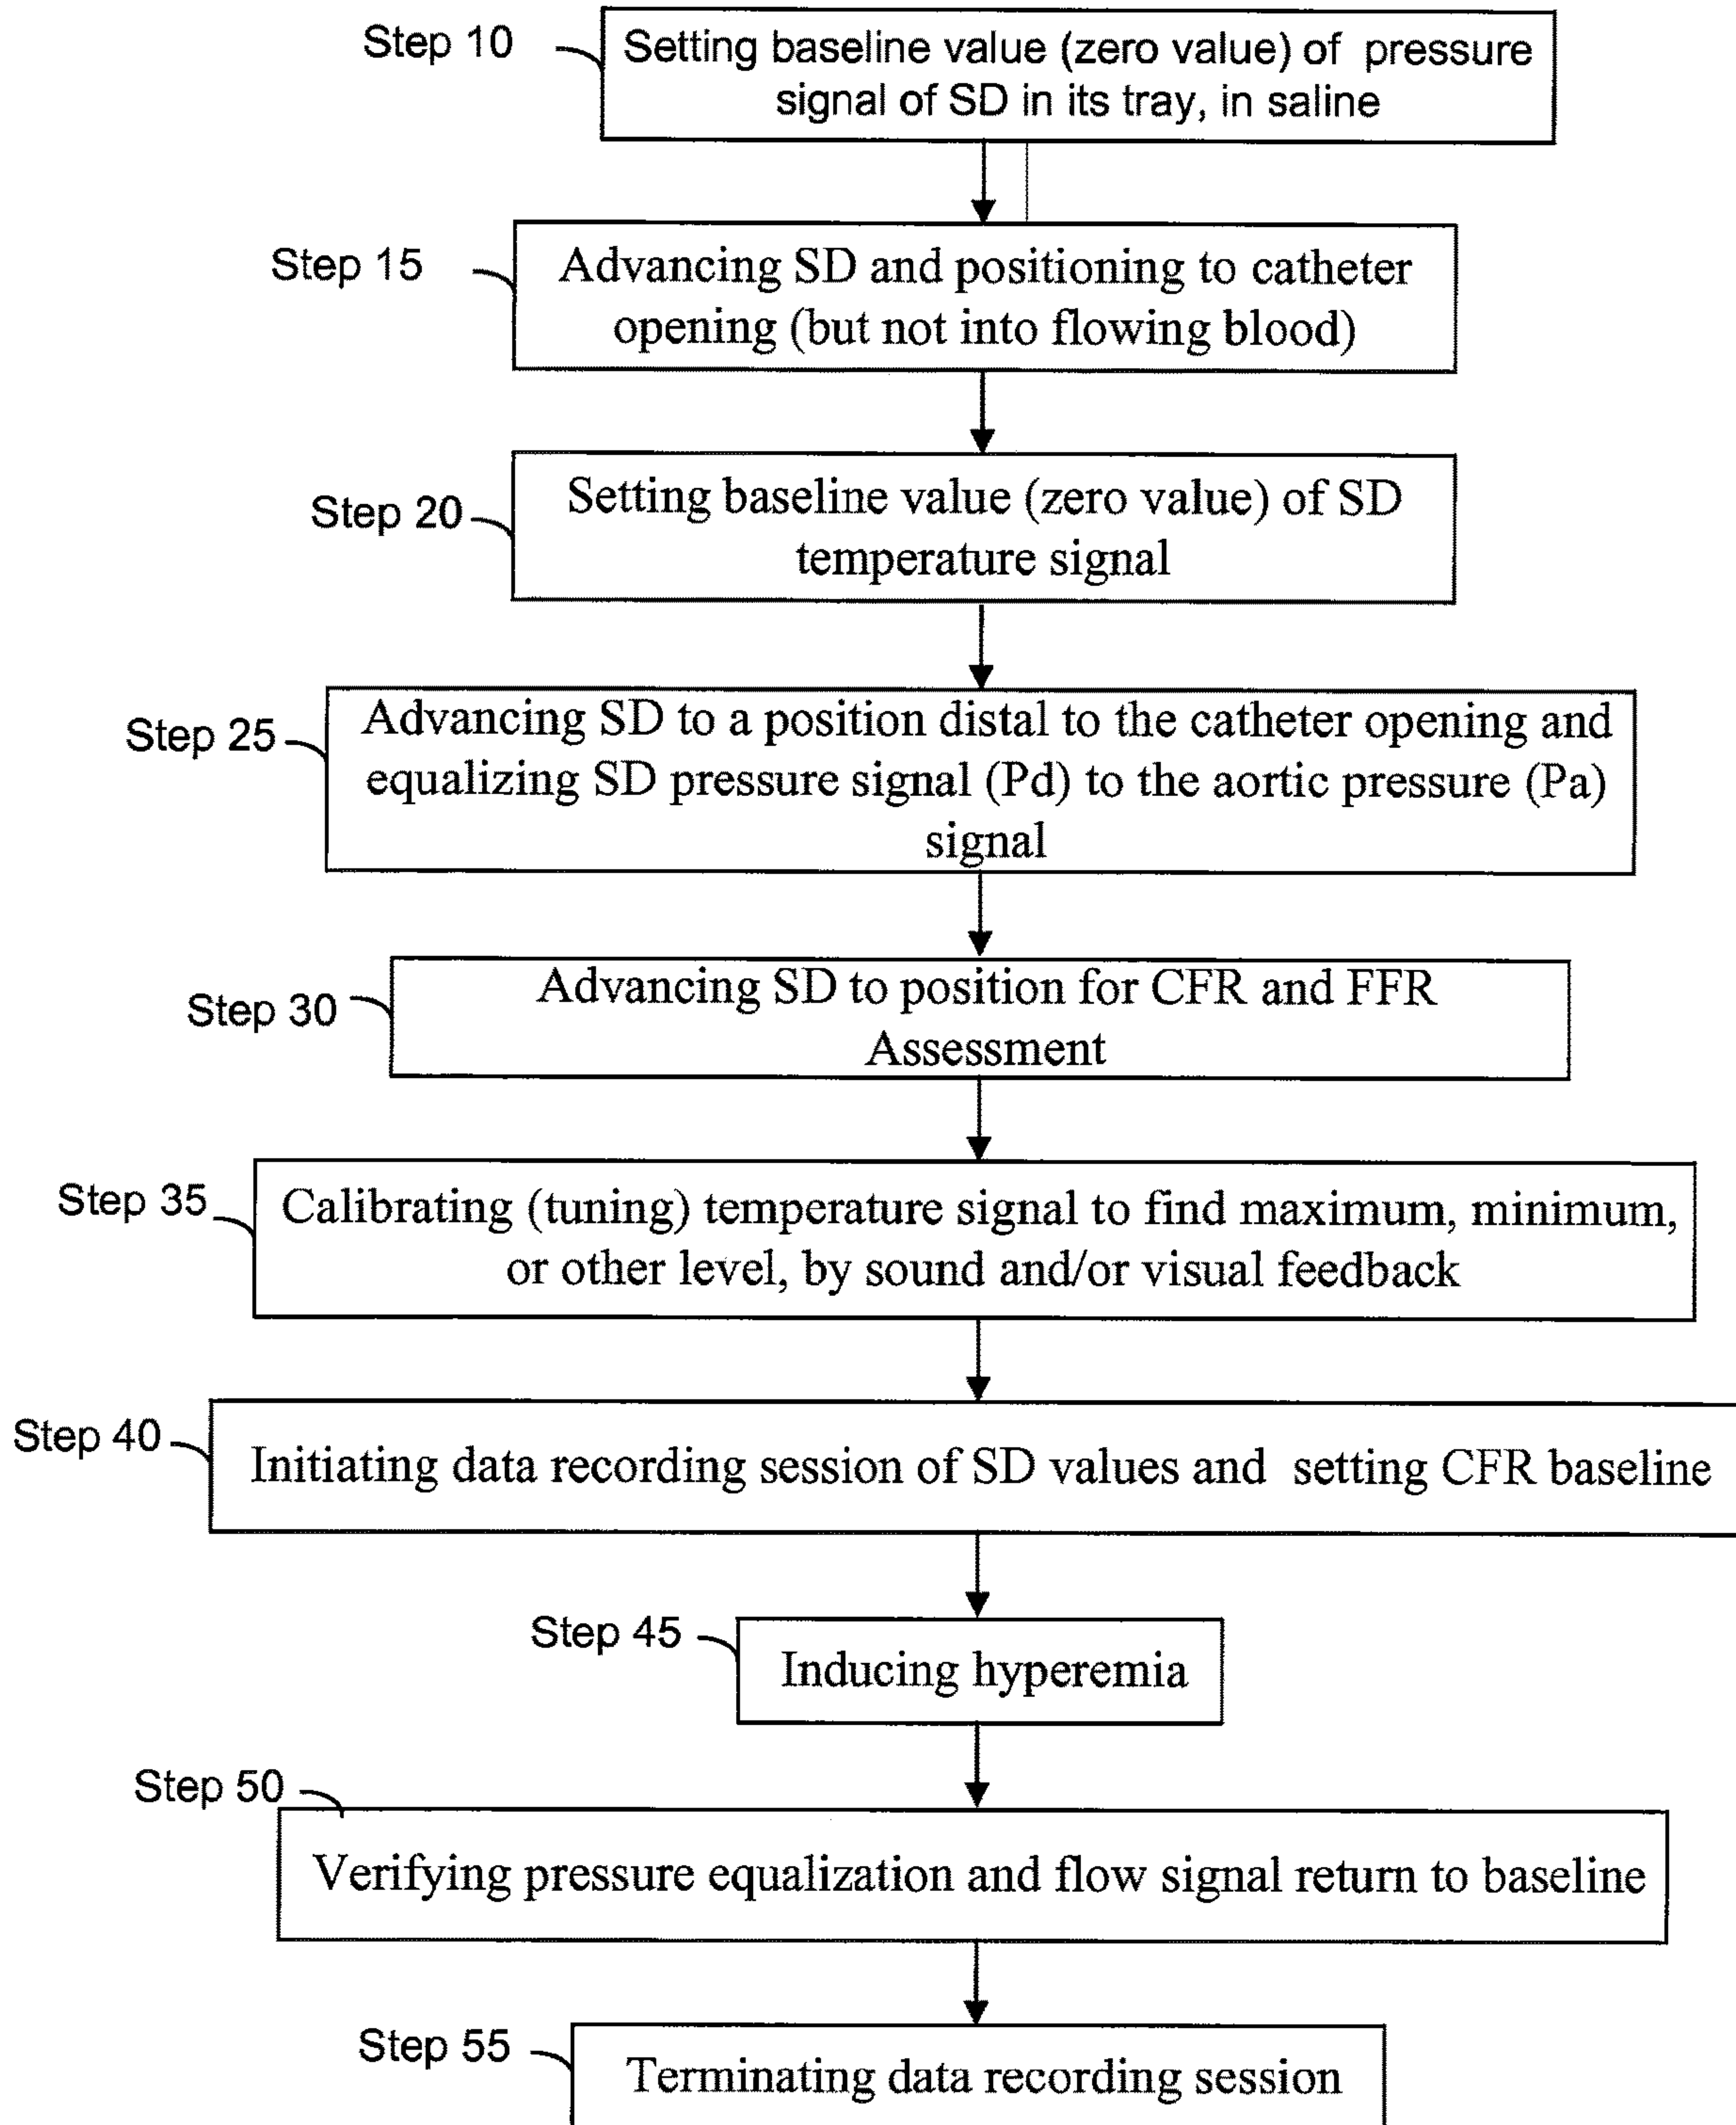 Step 10
Setting baseline value (zero value) of pressure
signal of SD in its tray, in saline
Step 15
Advancing SD and positioning to catheter
opening (but not into flowing blood)
Step 20
Setting baseline value (zero value) of SD
temperature signal
Step 25
Advancing SD to a position distal to the catheter opening and
equalizing SD pressure signal (Pd) to the aortic pressure (Pa)
signal
Step 30
Advancing SD to position for CFR and FFR
Assessment
Step 35
Calibrating (tuning) temperature signal to find maximum, minimum,
or other level, by sound and/or visual feedback
Step 40
Initiating data recording session of SD values and setting CFR baseline
Step 45
Inducing hyperemia
Step 50
Verifying pressure equalization and flow signal return to baseline
Step 55
Terminating data recording session